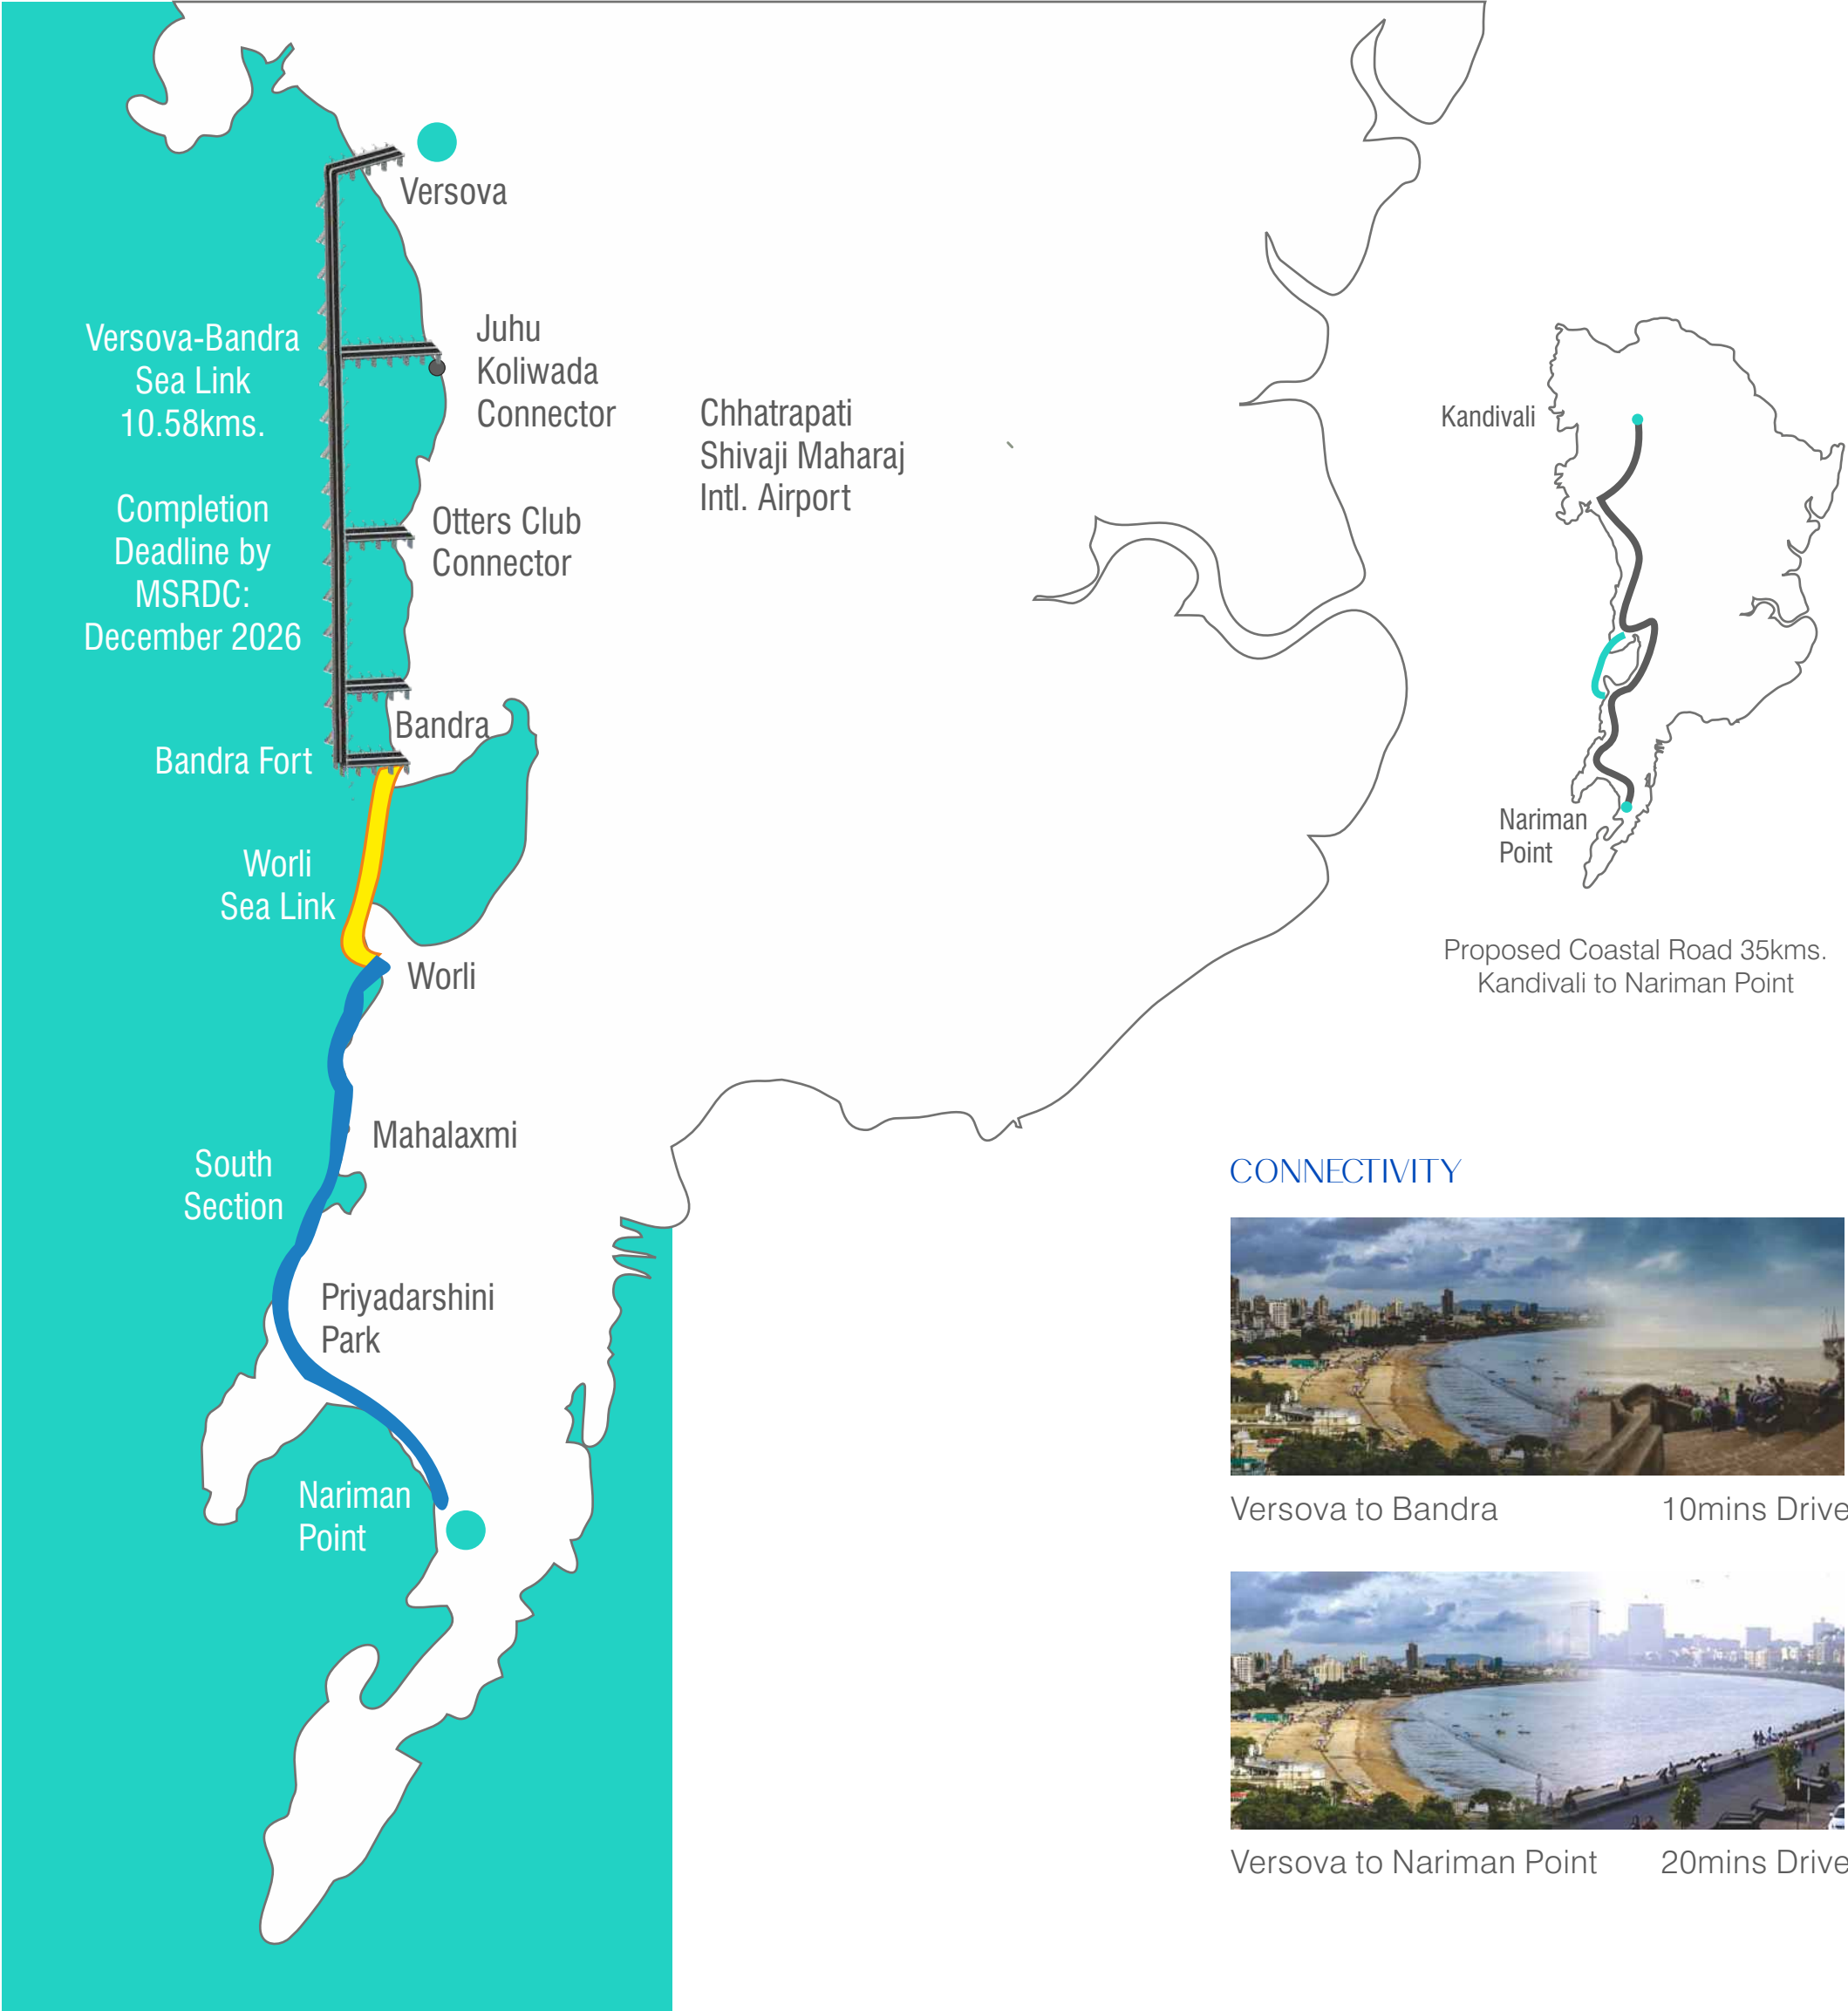 Versova
Versova-Bandra
Sea Link
10.58kms.
Juhu
Koliwada
Connector
Chhatrapati
Shivaji Maharaj
Intl. Airport
Completion
Deadline by
MSRDC:
December 2026
Otters Club
Connector
Bandra
Bandra Fort
Worli
Sea Link
Worli
Mahalaxmi
South
Section
Priyadarshini
Park
Nariman
Point
Kandivali
Nariman
Point
Proposed Coastal Road 35kms.
Kandivali to Nariman Point
CONNECTIVITY
Versova to Bandra 10mins Drive
Versova to Nariman Point 20mins Drive